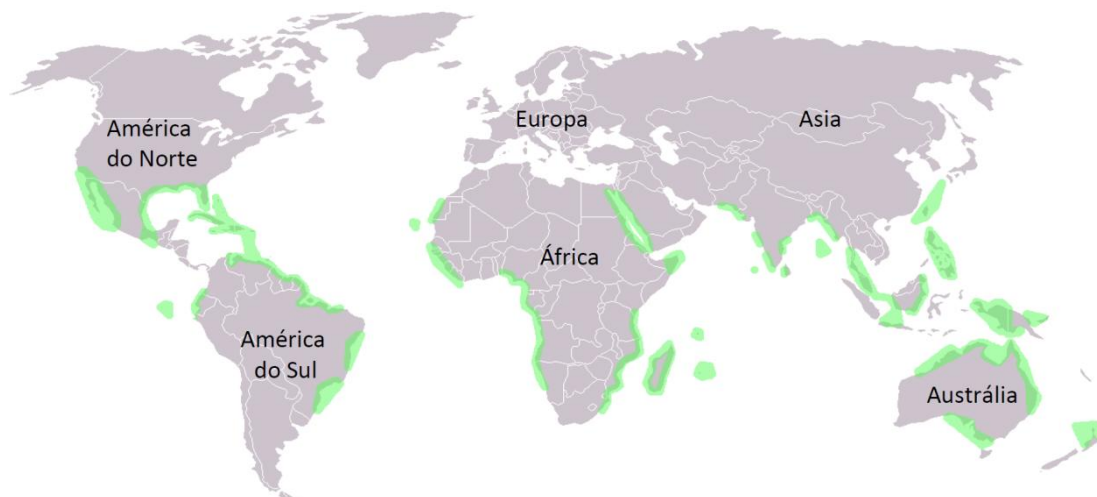 América
do Norte
Europa
Asia
África
América
do Sul
Austrália